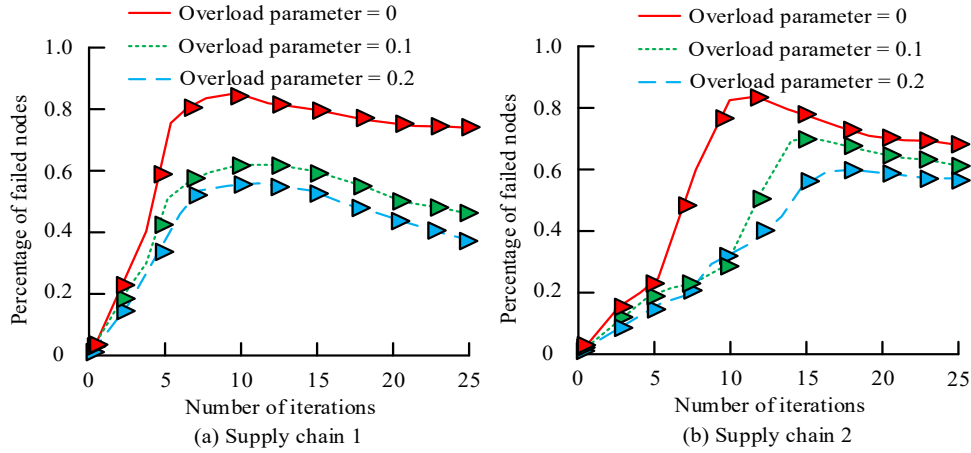 Overload parameter = 0
Overload parameter = 0.1
Overload parameter = 0.2
Percentage of failed nodes
1.0
0.8
0.6
0.4
0.2
0
0 5 10 15 20 25
Number of iterations
(a) Supply chain 1
Overload parameter = 0
Overload parameter = 0.1
Overload parameter = 0.2
Percentage of failed nodes
1.0
0.8
0.6
0.4
0.2
0
0 5 10 15 20 25
Number of iterations
(b) Supply chain 2